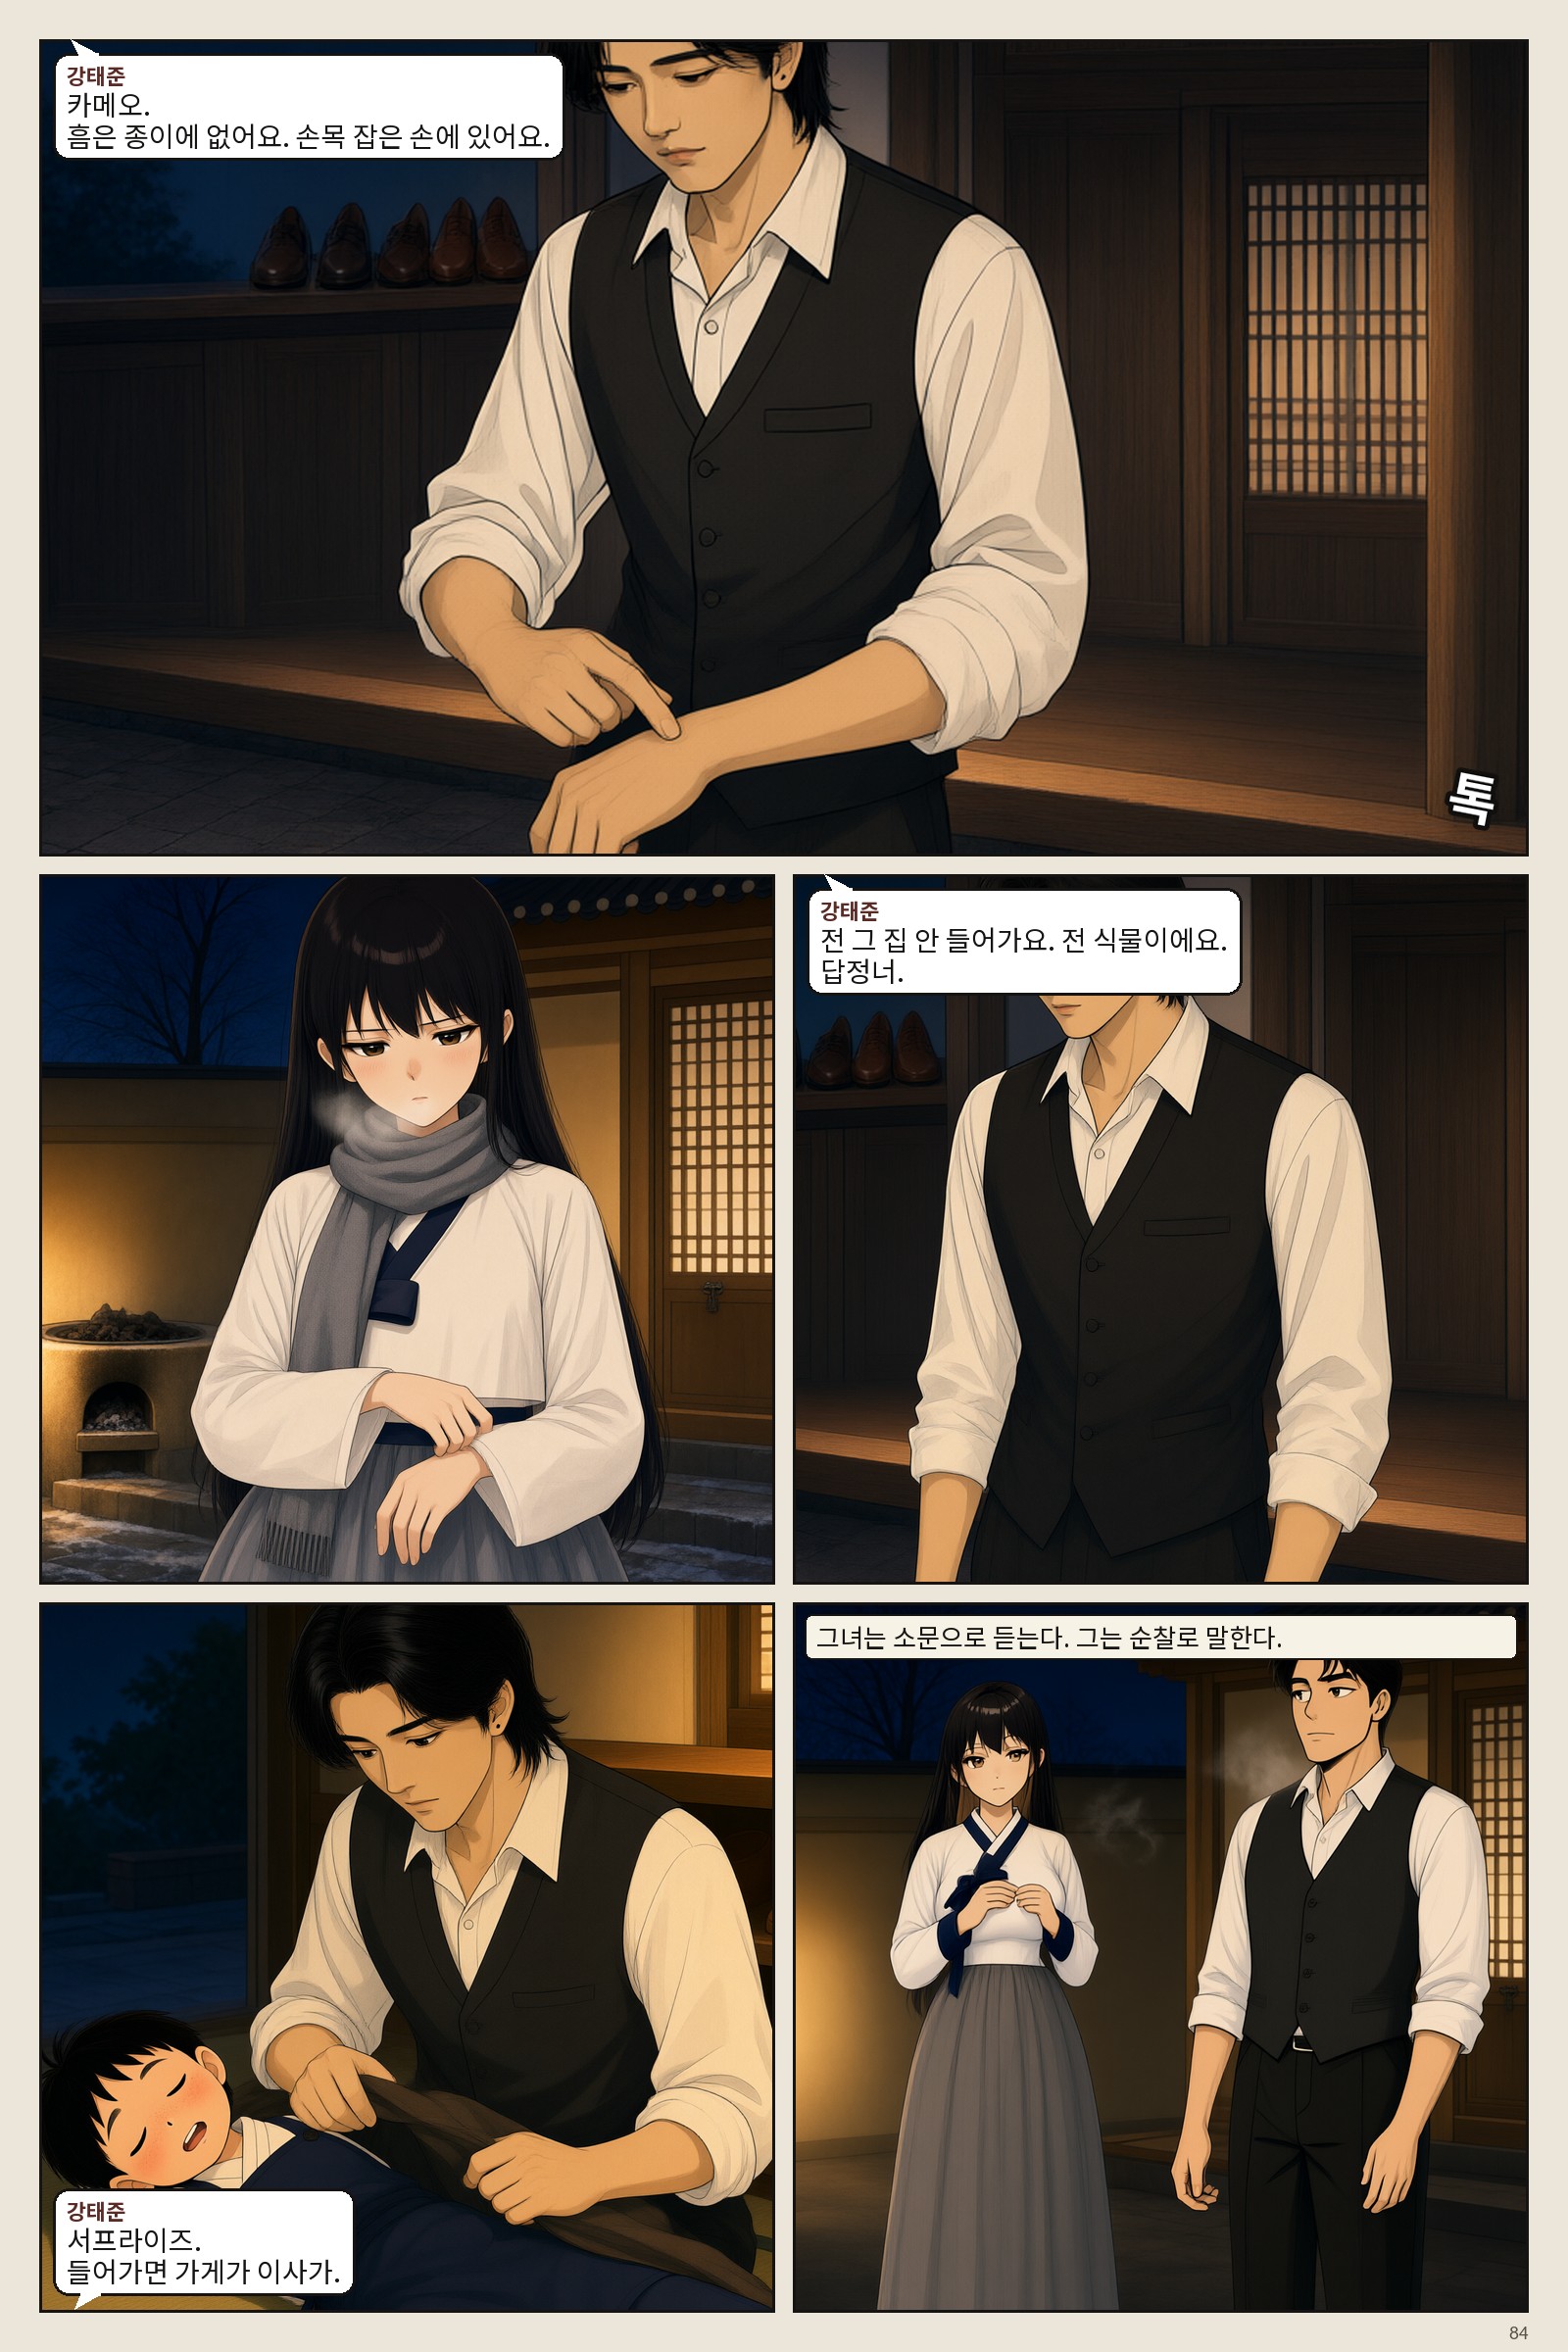 강태준
카메오.
흠은 종이에 없어요. 손목 잡은 손에 있어요.
톡
강태준
전 그 집 안 들어가요. 전 식물이에요.
답정너.
강태준
서프라이즈.
들어가면 가게가 이사가.
그녀는 소문으로 듣는다. 그는 순찰로 말한다.
84